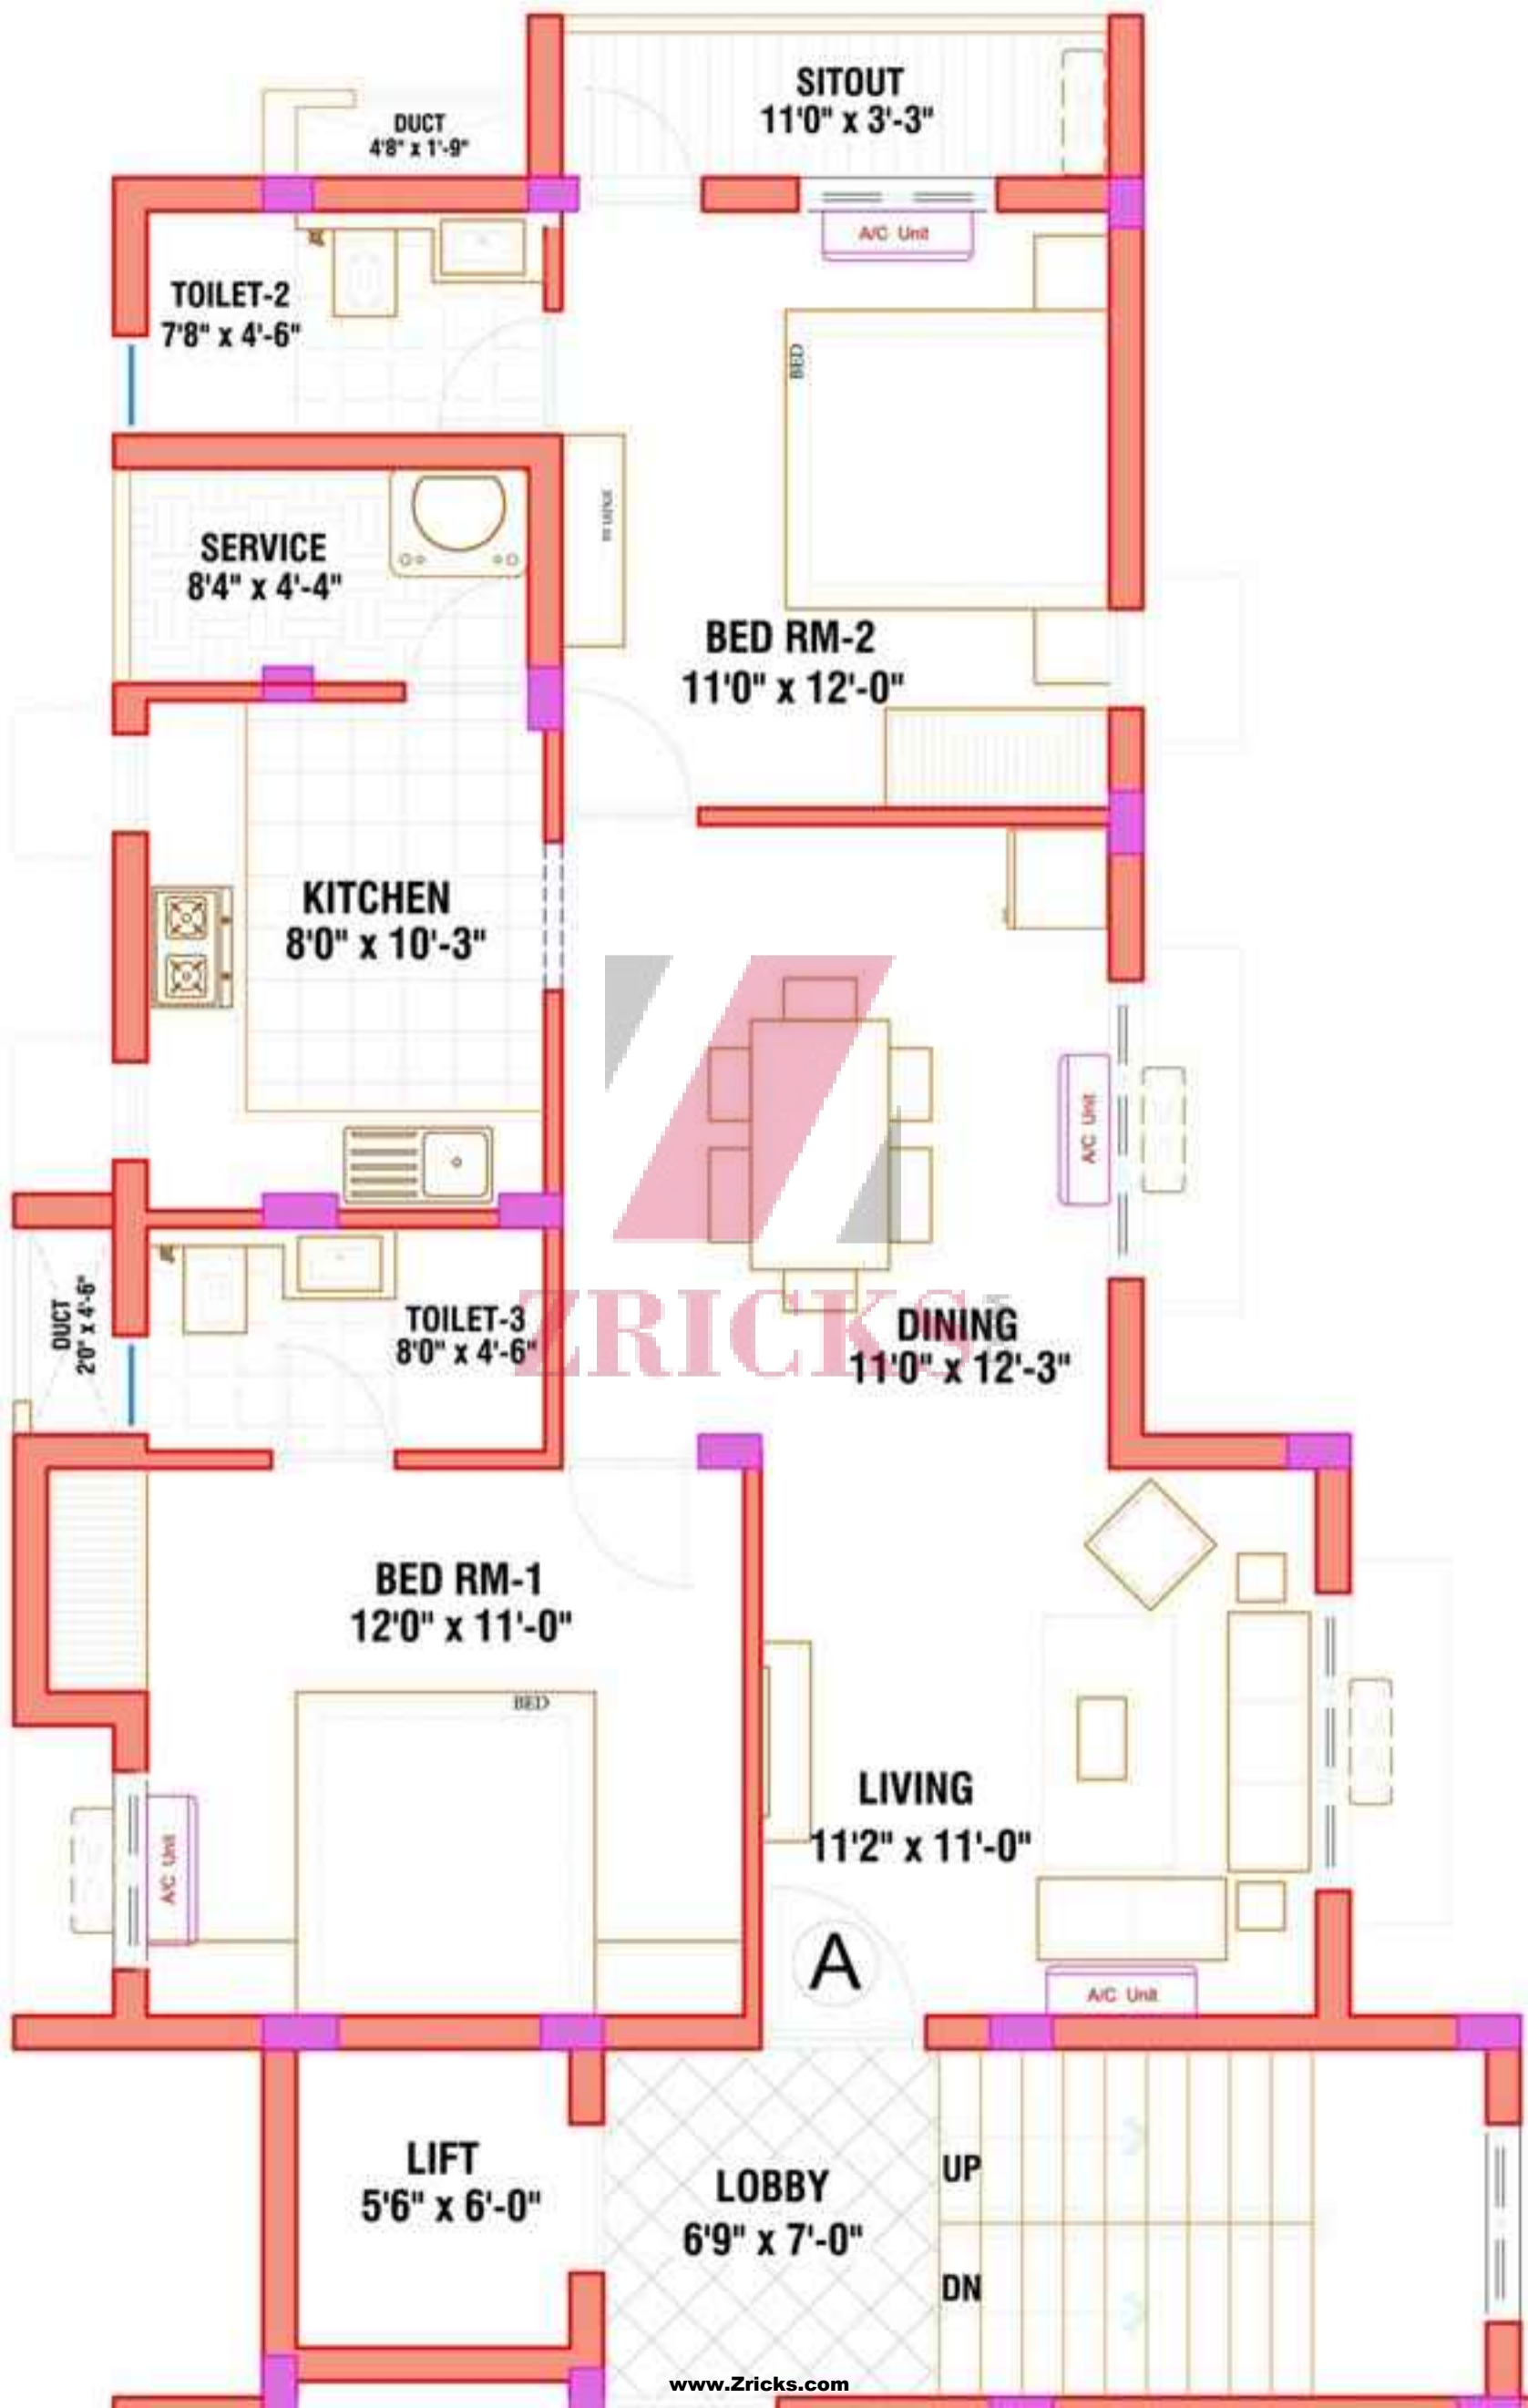 SITOUT
11'0" x 3'-3"
DUCT
4'8" x 1'-9"
A/C Unit
TOILET-2
7'8" x 4'-6"
BED
SERVICE
8'4" x 4'-4"
BED RM-2
11'0" x 12'-0"
KITCHEN
8'0" x 10'-3"
A/C Unit
DUCT
2'0" x 4'-6"
TOILET-3
8'0" x 4'-6"
ZRICKS
DINING
11'0" x 12'-3"
BED RM-1
12'0" x 11'-0"
BED
LIVING
11'2" x 11'-0"
A/C Unit
A
A/C Unit
LIFT
5'6" x 6'-0"
LOBBY
6'9" x 7'-0"
UP
DN
www.Zricks.com